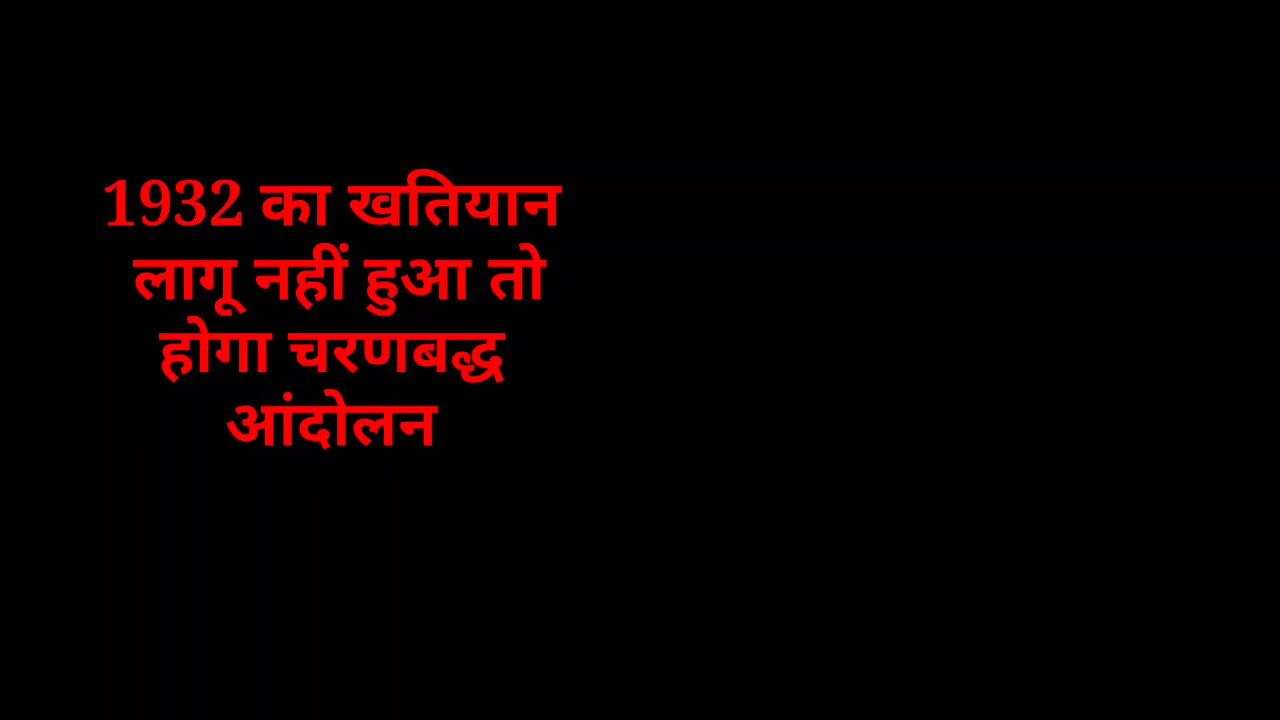 1932 का खतियान
लागू नहीं हुआ तो
होगा चरणबद्ध
आंदोलन